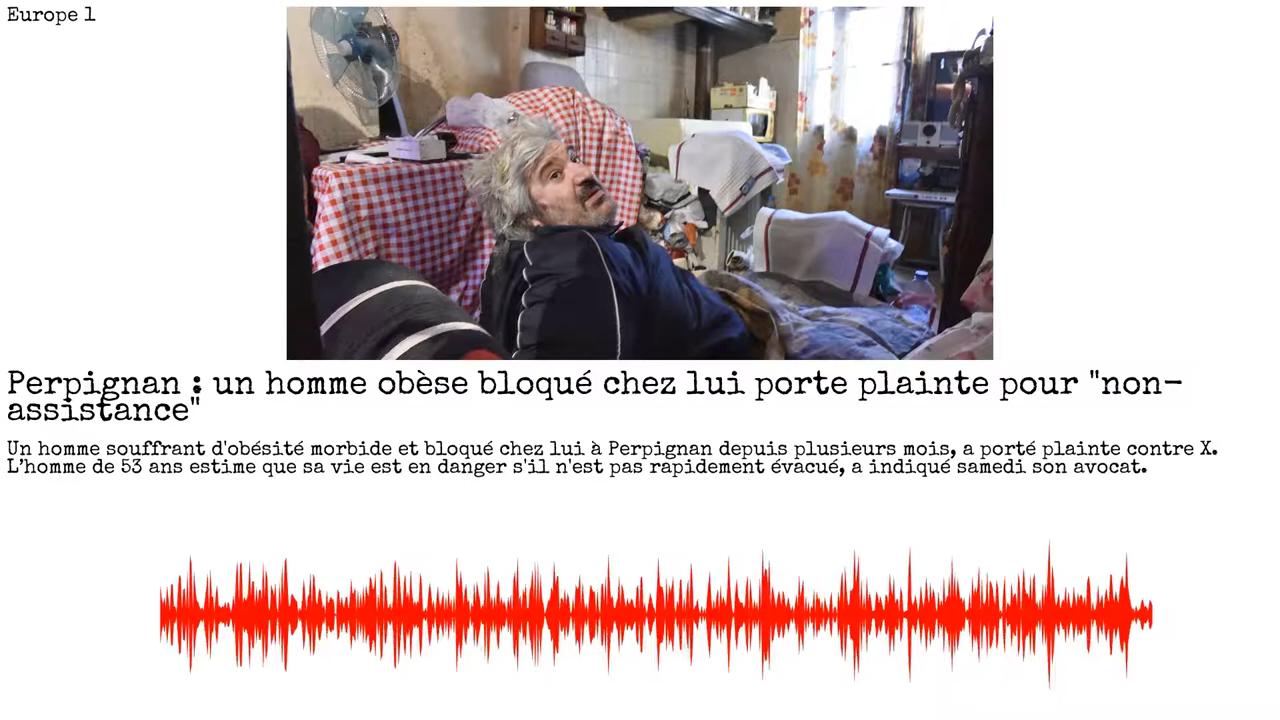 Europe 1
Perpignan : un homme obèse bloqué chez lui porte plainte pour "non-
assistance"
Un homme souffrant d'obésité morbide et bloqué chez lui à Perpignan depuis plusieurs mois, a porté plainte contre X.
L’homme de 53 ans estime que sa vie est en danger s'il n'est pas rapidement évacué, a indiqué samedi son avocat.